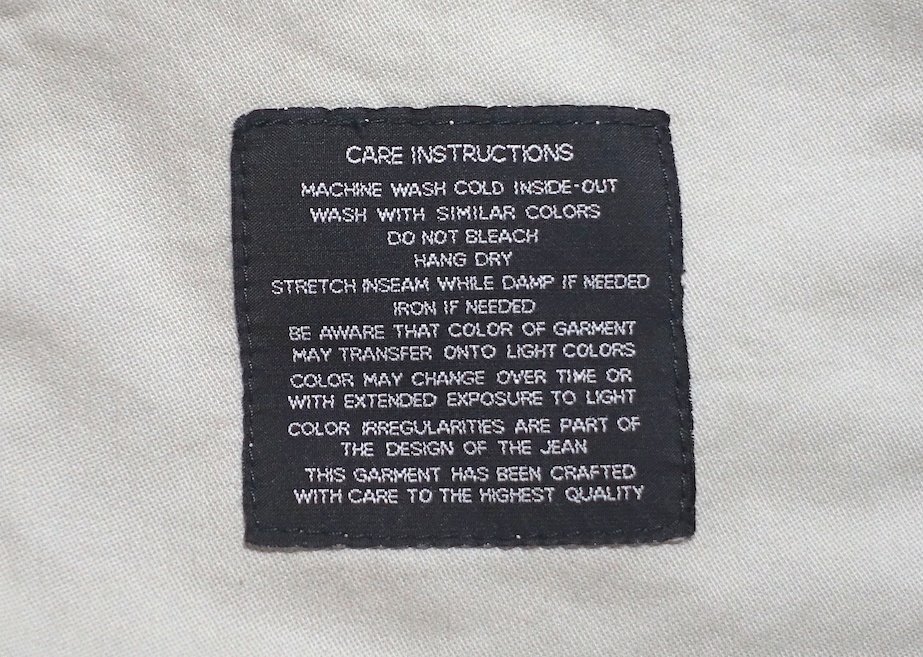 CARE INSTRUCTIONS
MACHINE WASH COLD INSIDE-OUT
WASH WITH SIMILAR COLORS
DO NOT BLEACH
HANG DRY
STRETCH INSEAM WHILE DAMP IF NEEDED
IRON IF NEEDED
BE AWARE THAT COLOR OF GARMENT
MAY TRANSFER ONTO LIGHT COLORS
COLOR MAY CHANGE OVER TIME OR
WITH EXTENDED EXPOSURE TO LIGHT
COLOR IRREGULARITIES ARE PART OF
THE DESIGN OF THE JEAN
THIS GARMENT HAS BEEN CRAFTED
WITH CARE TO THE HIGHEST QUALITY